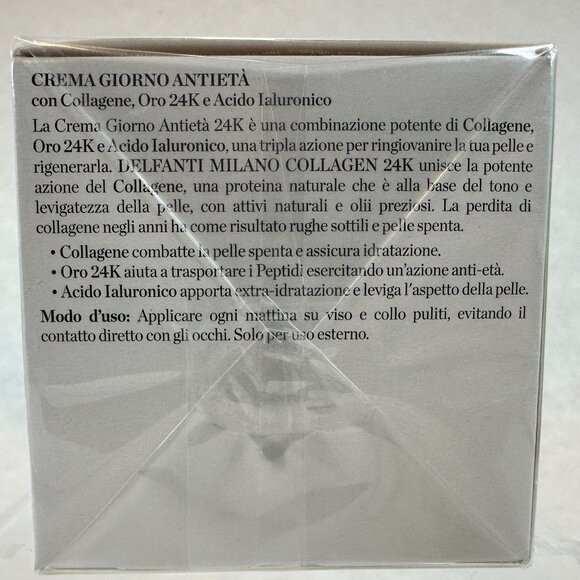 CREMA GIORNO ANTIETÀ
con Collagene, Oro 24K e Acido Ialuronico
La Crema Giorno Antietà 24K è una combinazione potente di Collagene,
Oro 24K e Acido Ialuronico, una tripla azione per ringiovanire la tua pelle e
rigenerarla. DELFANTI MILANO COLLAGEN 24K unisce la potente
azione del Collagene, una proteina naturale che è alla base del tono e
levigatezza della pelle, con attivi naturali e olii preziosi. La perdita di
collagene negli anni ha come risultato rughe sottili e pelle spenta.
• Collagene combatte la pelle spenta e assicura idratazione.
• Oro 24K aiuta a trasportare i Peptidi esercitando un'azione anti-età.
• Acido Ialuronico apporta extra-idratazione e leviga l'aspetto della pelle.
Modo d'uso: Applicare ogni mattina su viso e collo puliti, evitando il
contatto diretto con gli occhi. Solo per uso esterno.